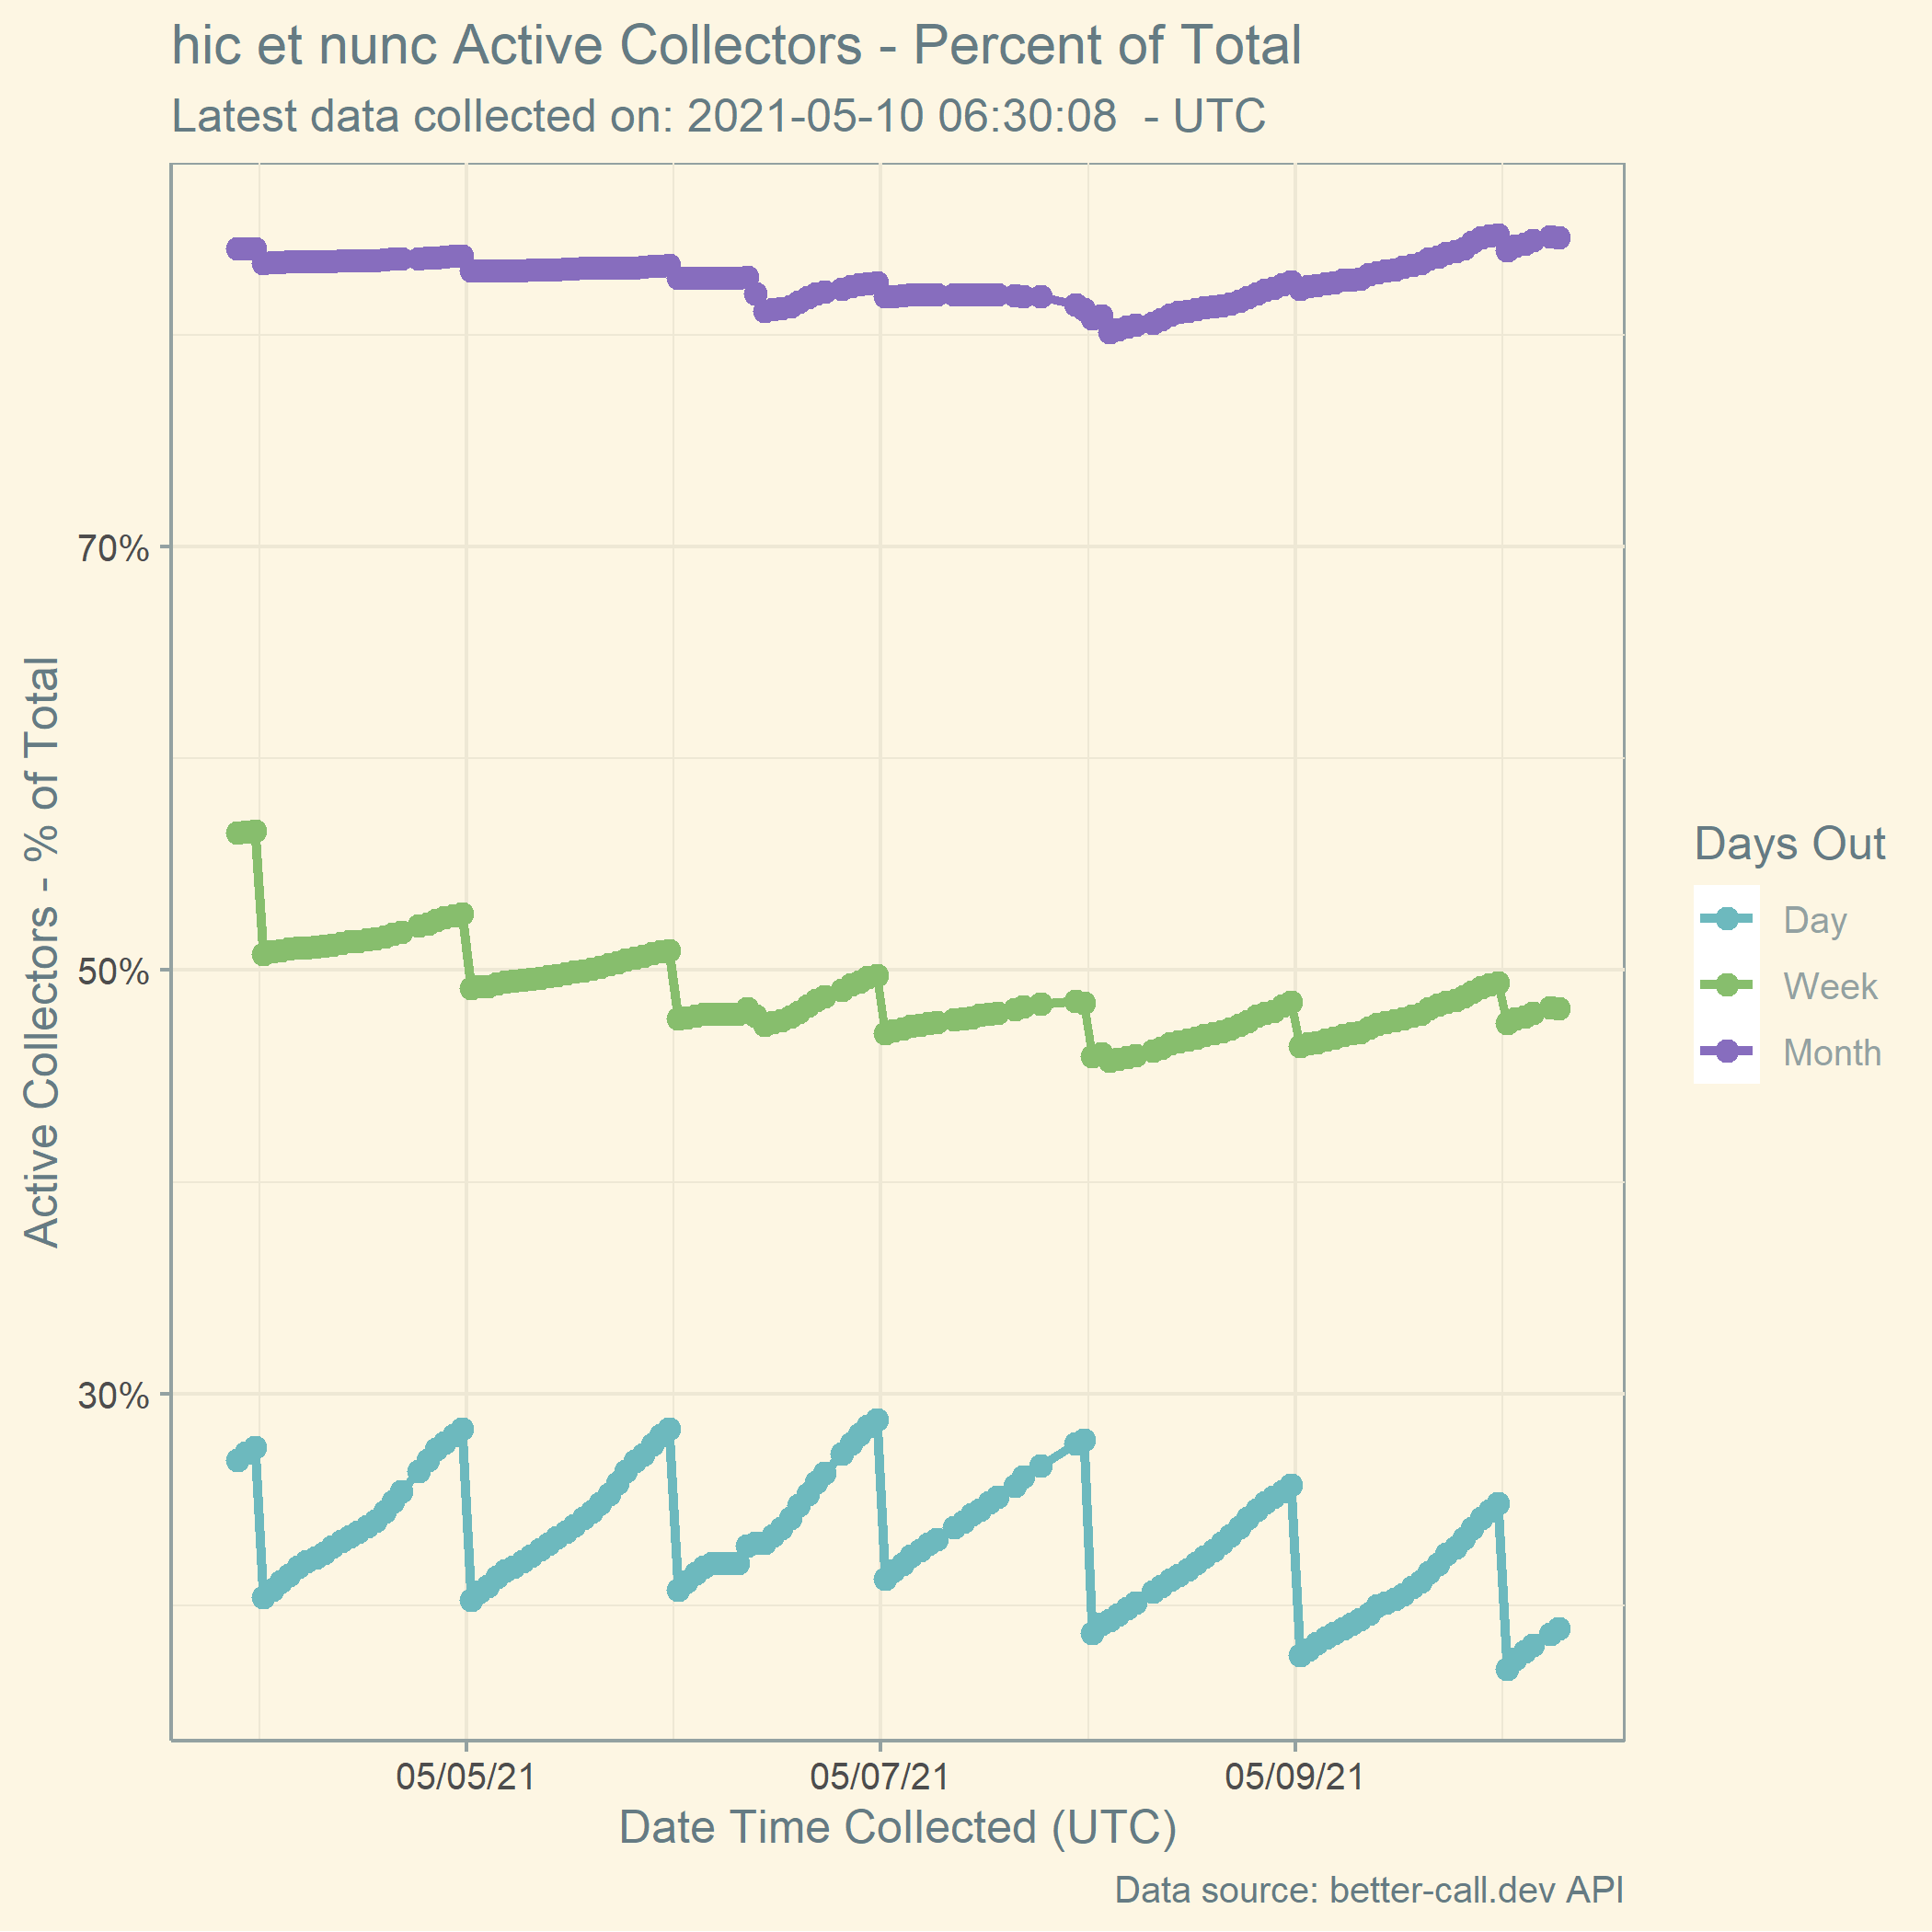 hic et nunc Active Collectors - Percent of Total
Latest data collected on: 2021-05-10 06:30:08  - UTC
Active Collectors - % of Total
70%
50%
30%
05/05/21
05/07/21
05/09/21
Date Time Collected (UTC)
Days Out
Day
Week
Month
Data source: better-call.dev API